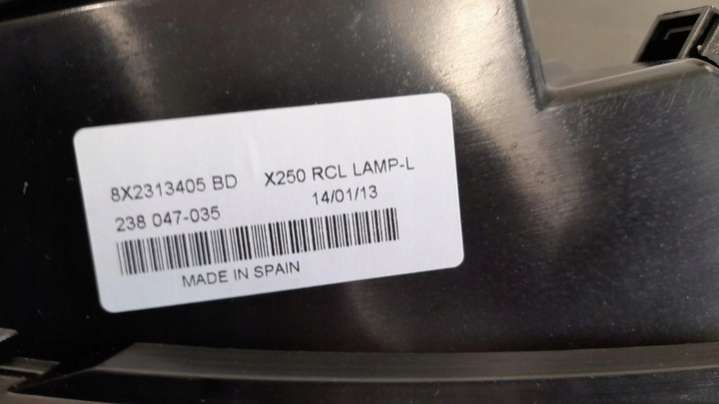 8X2313405 BD X250 RCL LAMP-L
238 047-035 14/01/13
MADE IN SPAIN